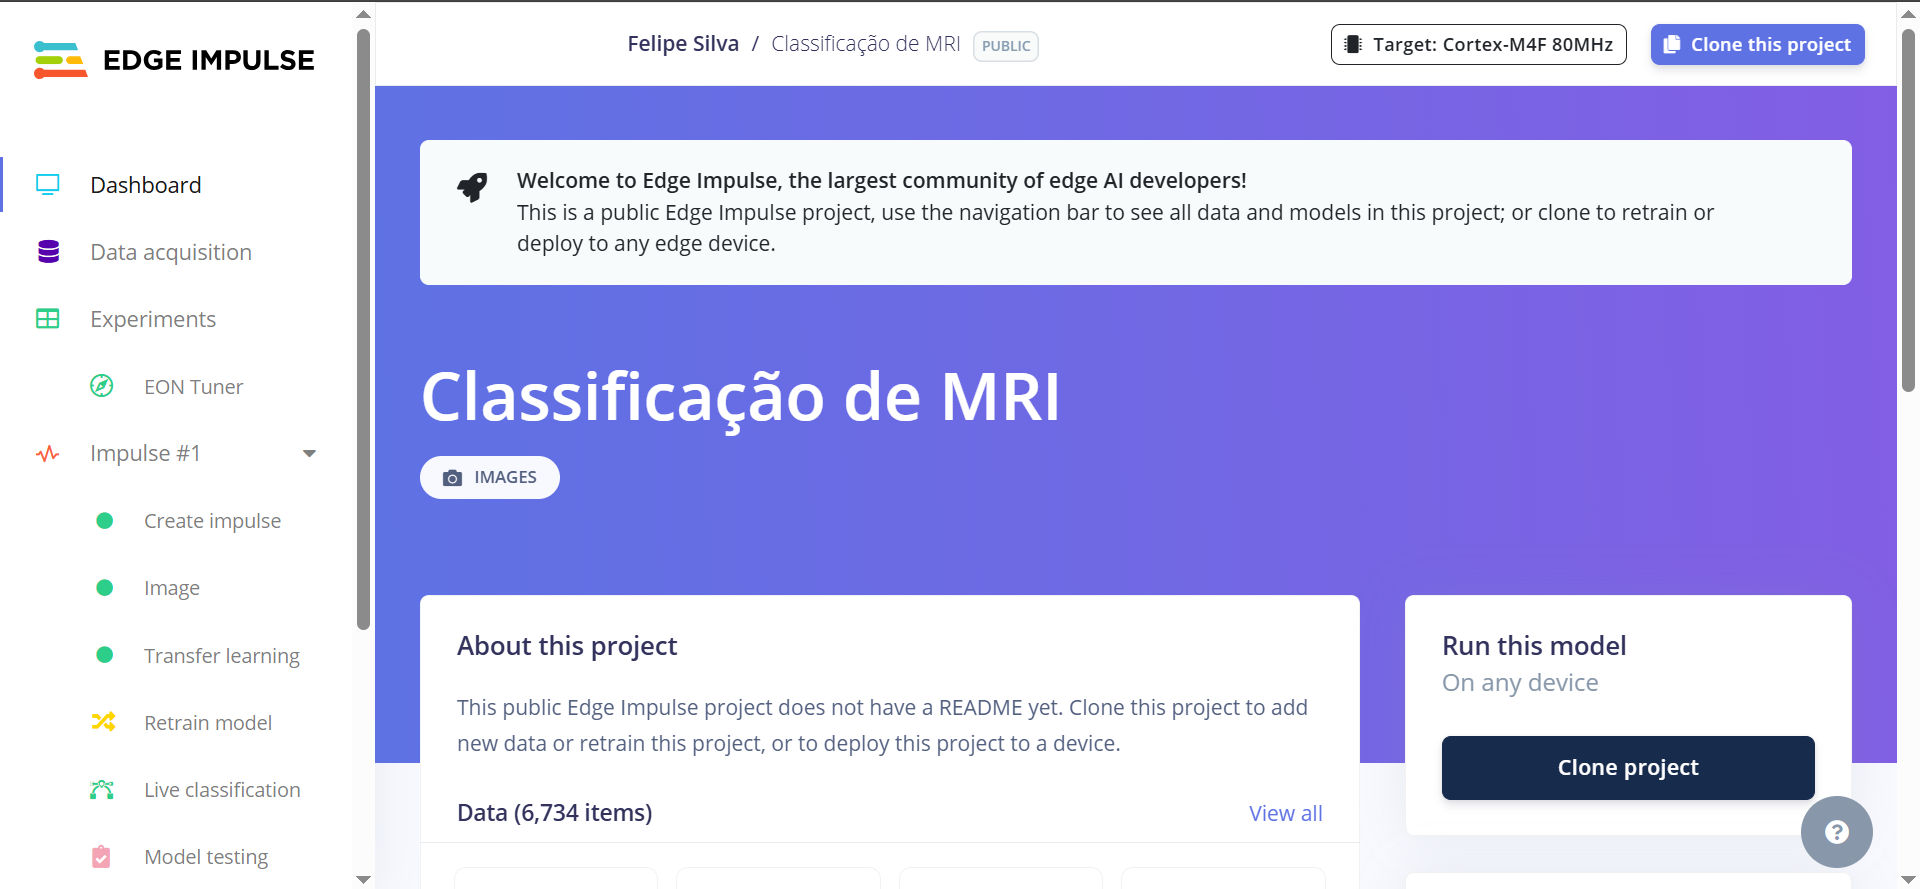 EDGE IMPULSE
Dashboard
Data acquisition
Experiments
EON Tuner
Impulse #1
Create impulse
Image
Transfer learning
Retrain model
Live classification
Model testing
Felipe Silva / Classificação de MRI PUBLIC
Target: Cortex-M4F 80MHz
Clone this project
Welcome to Edge Impulse, the largest community of edge AI developers!
This is a public Edge Impulse project, use the navigation bar to see all data and models in this project; or clone to retrain or
deploy to any edge device.
Classificação de MRI
IMAGES
About this project
This public Edge Impulse project does not have a README yet. Clone this project to add
new data or retrain this project, or to deploy this project to a device.
Data (6,734 items)
View all
Run this model
On any device
Clone project
?